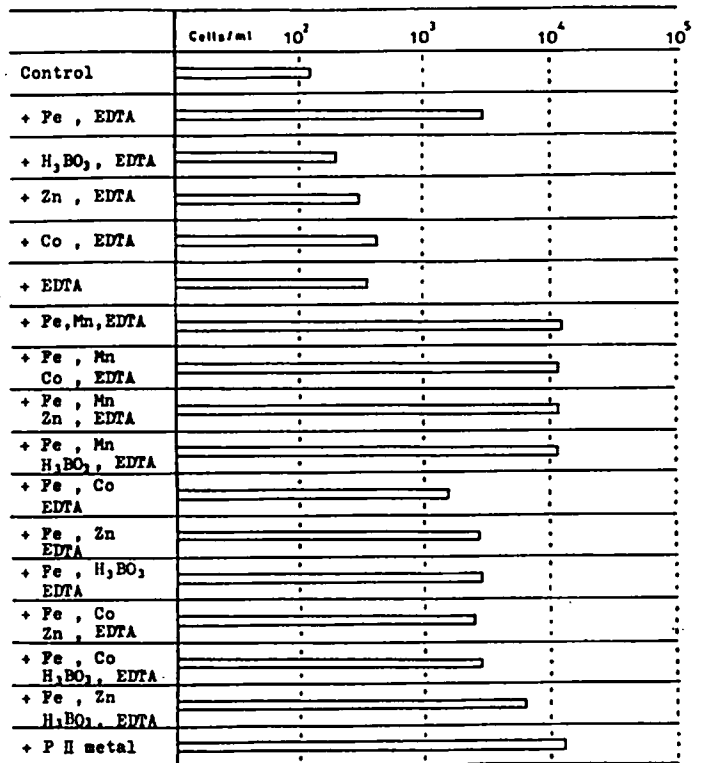 Cells/ml 10² 10³ 10⁴ 10⁵
Control
+ Fe , EDTA
+ H₃BO₃, EDTA
+ Zn , EDTA
+ Co , EDTA
+ EDTA
+ Fe,Mn,EDTA
+ Fe , Mn
Co , EDTA
+ Fe , Mn
Zn , EDTA
+ Fe , Mn
H₃BO₃, EDTA
+ Fe , Co
EDTA
+ Fe , Zn
EDTA
+ Fe , H₃BO₃
EDTA
+ Fe , Co
Zn , EDTA
+ Fe , Co
H₃BO₃, EDTA
+ Fe , Zn
H₃BO₃, EDTA
+ P II metal